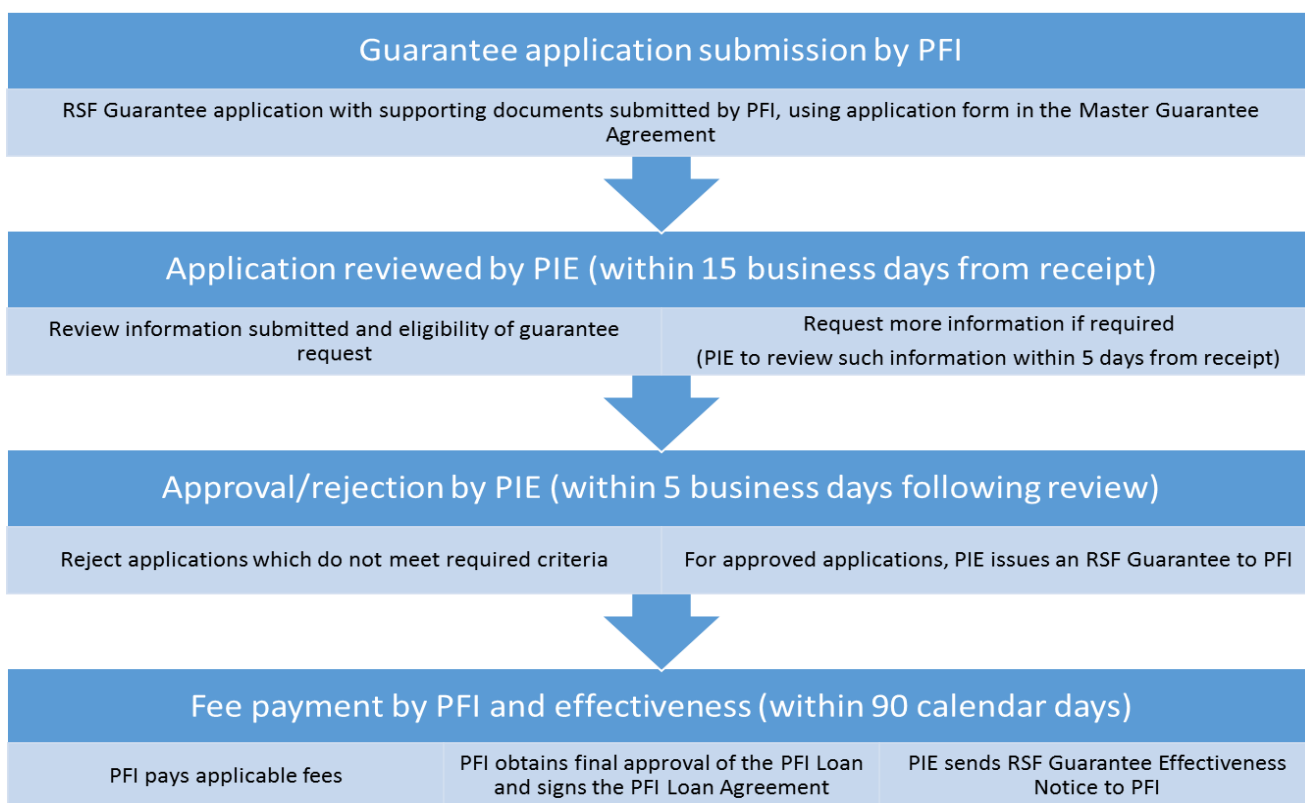 Guarantee application submission by PFI
RSF Guarantee application with supporting documents submitted by PFI, using application form in the Master Guarantee
Agreement
Application reviewed by PIE (within 15 business days from receipt)
Review information submitted and eligibility of guarantee
request
Request more information if required
(PIE to review such information within 5 days from receipt)
Approval/rejection by PIE (within 5 business days following review)
Reject applications which do not meet required criteria
For approved applications, PIE issues an RSF Guarantee to PFI
Fee payment by PFI and effectiveness (within 90 calendar days)
PFI pays applicable fees
PFI obtains final approval of the PFI Loan
and signs the PFI Loan Agreement
PIE sends RSF Guarantee Effectiveness
Notice to PFI